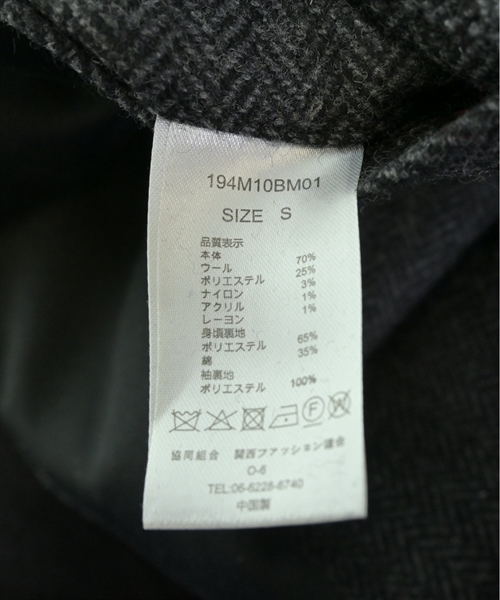 194M10BM01
SIZE S
品質表示
本体
ウール 70%
ポリエステル 25%
ナイロン 3%
アクリル 1%
レーヨン 1%
身頃裏地
ポリエステル 65%
綿 35%
袖裏地
ポリエステル 100%
協同組合 関西ファッション連合
O-6
TEL:06-6228-6740
中国製